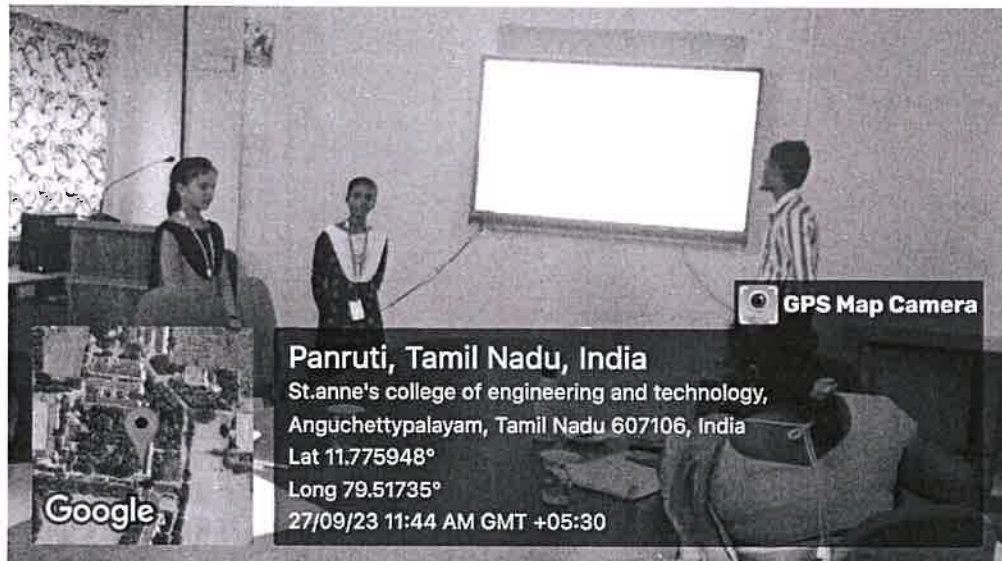 GPS Map Camera
Panruti, Tamil Nadu, India
St.anne's college of engineering and technology,
Anguchettypalayam, Tamil Nadu 607106, India
Lat 11.775948°
Long 79.51735°
27/09/23 11:44 AM GMT +05:30
Google